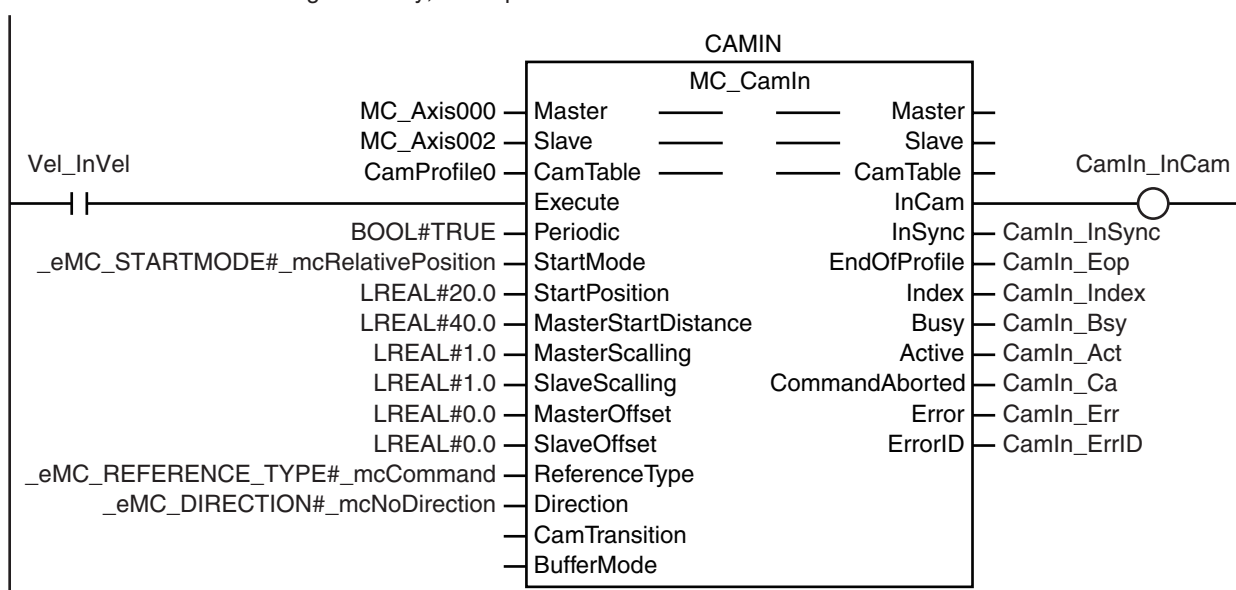 CAMIN
MC_CamIn
MC_Axis000 Master Master
MC_Axis002 Slave Slave
Vel_InVel CamProfile0 CamTable CamTable CamIn_InCam
Execute InCam
BOOL#TRUE Periodic InSync CamIn_InSync
_eMC_STARTMODE#_mcRelativePosition StartMode EndOfProfile CamIn_Eop
LREAL#20.0 StartPosition Index CamIn_Index
LREAL#40.0 MasterStartDistance Busy CamIn_Bsy
LREAL#1.0 MasterScalling Active CamIn_Act
LREAL#1.0 SlaveScalling CommandAborted CamIn_Ca
LREAL#0.0 MasterOffset Error CamIn_Err
LREAL#0.0 SlaveOffset ErrorID CamIn_ErrID
_eMC_REFERENCE_TYPE#_mcCommand ReferenceType
_eMC_DIRECTION#_mcNoDirection Direction
CamTransition
BufferMode